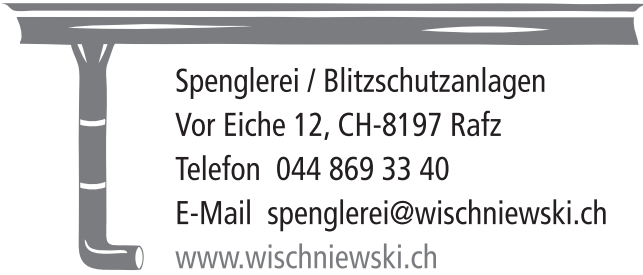 Spenglerei / Blitzschutzanlagen
Vor Eiche 12, CH-8197 Rafz
Telefon 044 869 33 40
E-Mail spenglerei@wischniewski.ch
www.wischniewski.ch